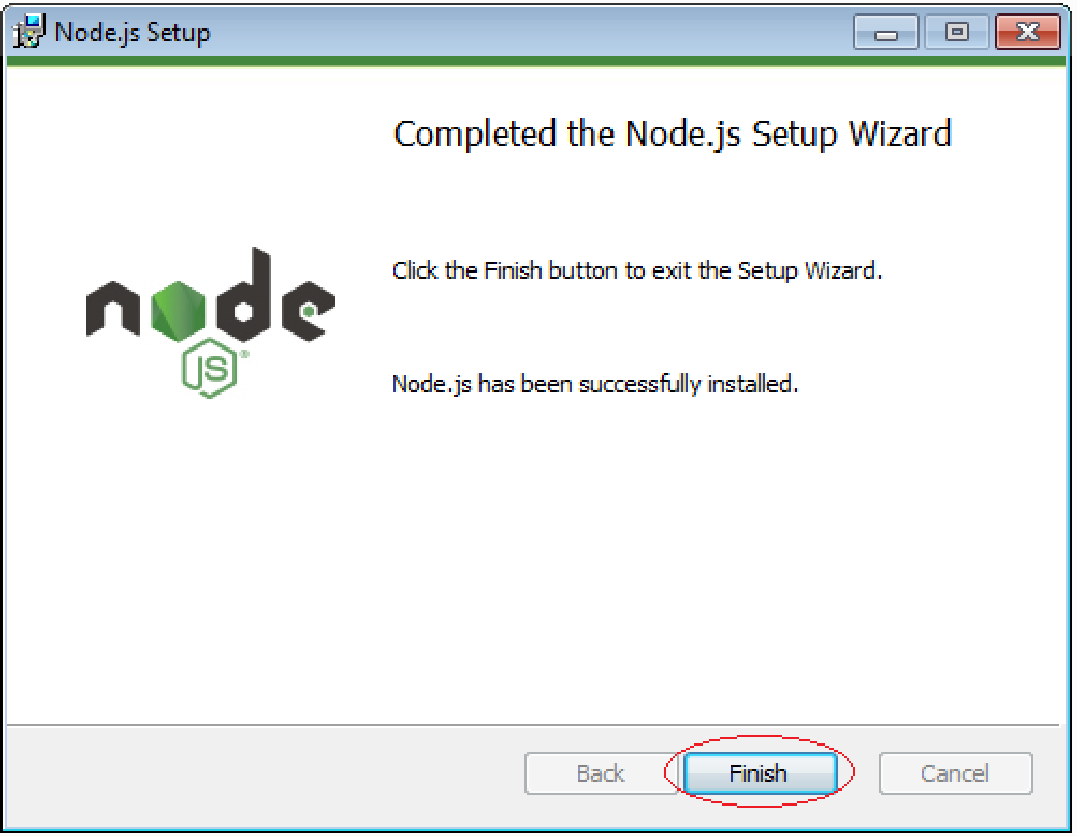 Node.js Setup
Completed the Node.js Setup Wizard
Click the Finish button to exit the Setup Wizard.
node
JS®
Node.js has been successfully installed.
Back Finish Cancel